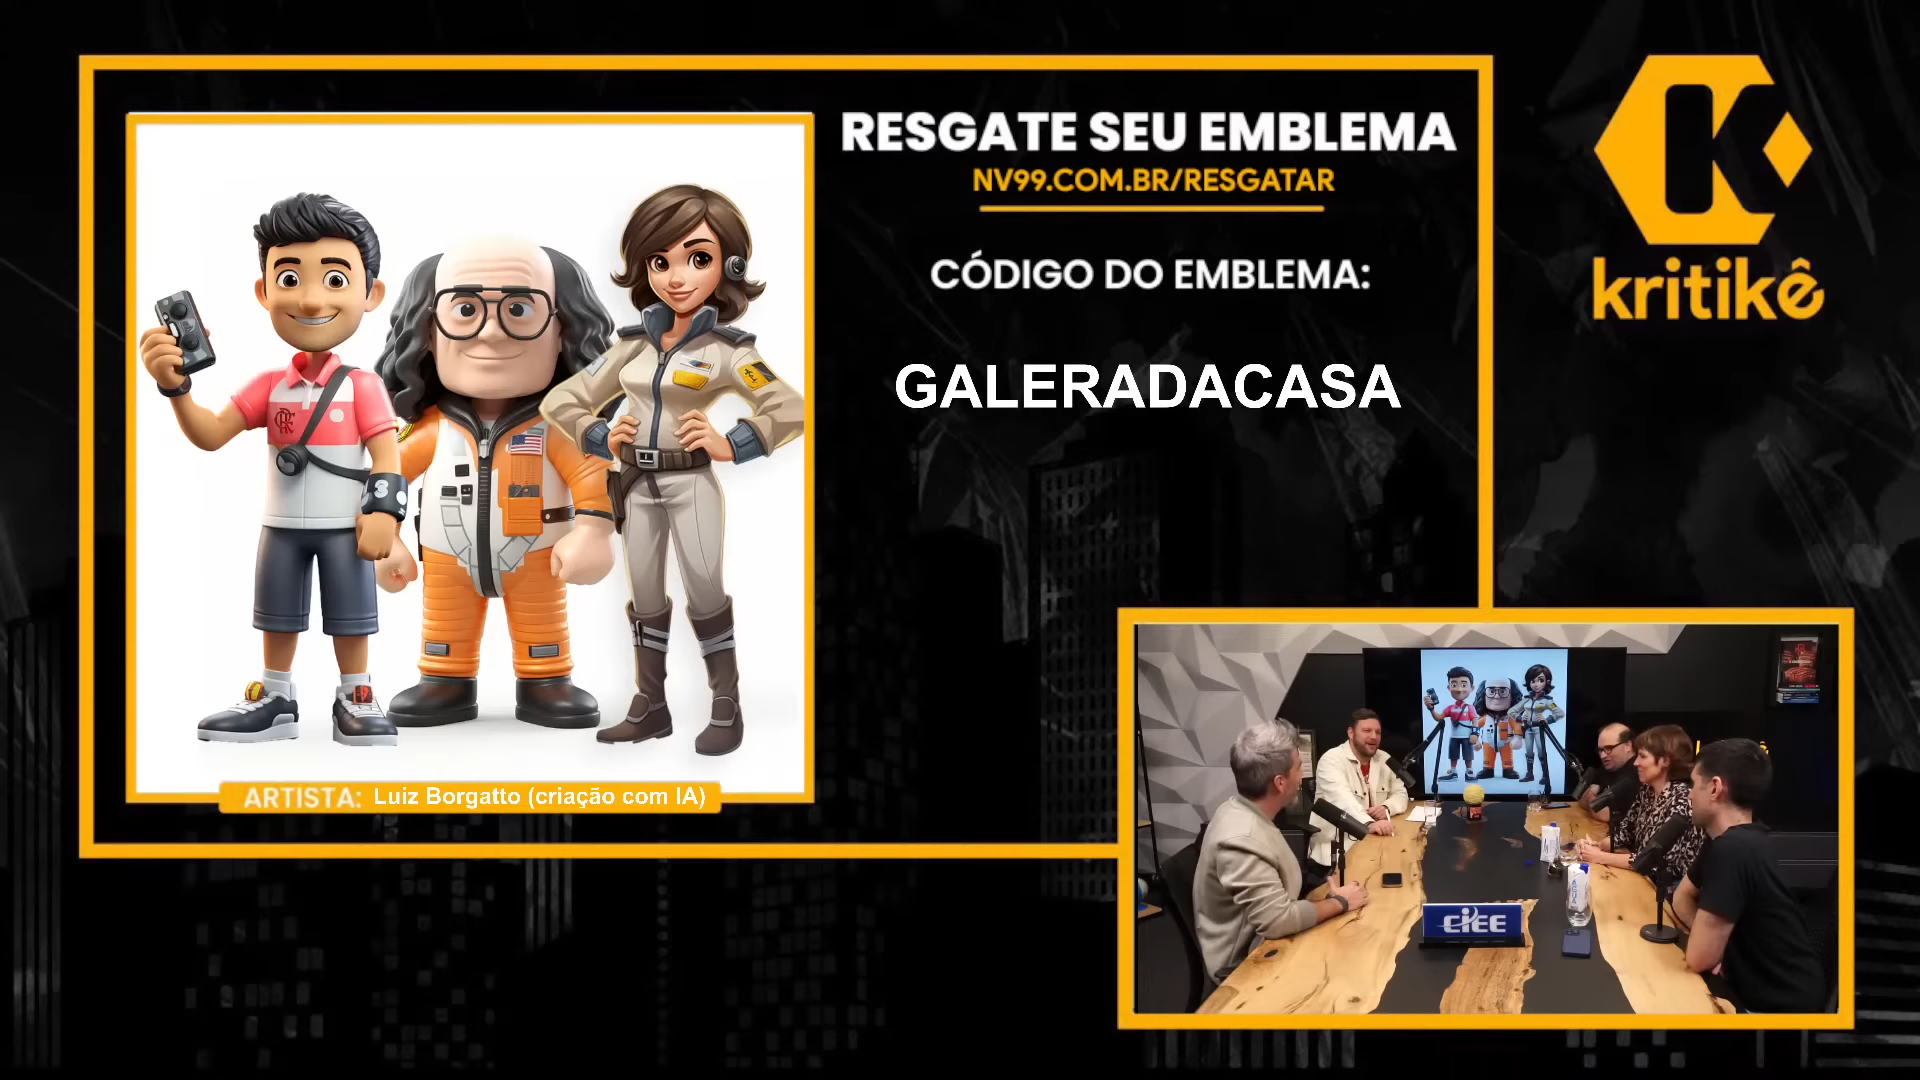 RESGATE SEU EMBLEMA
NV99.COM.BR/RESGATAR
CÓDIGO DO EMBLEMA:
GALERADACASA
kritikê
ARTISTA: Luiz Borgatto (criação com IA)
CIEE